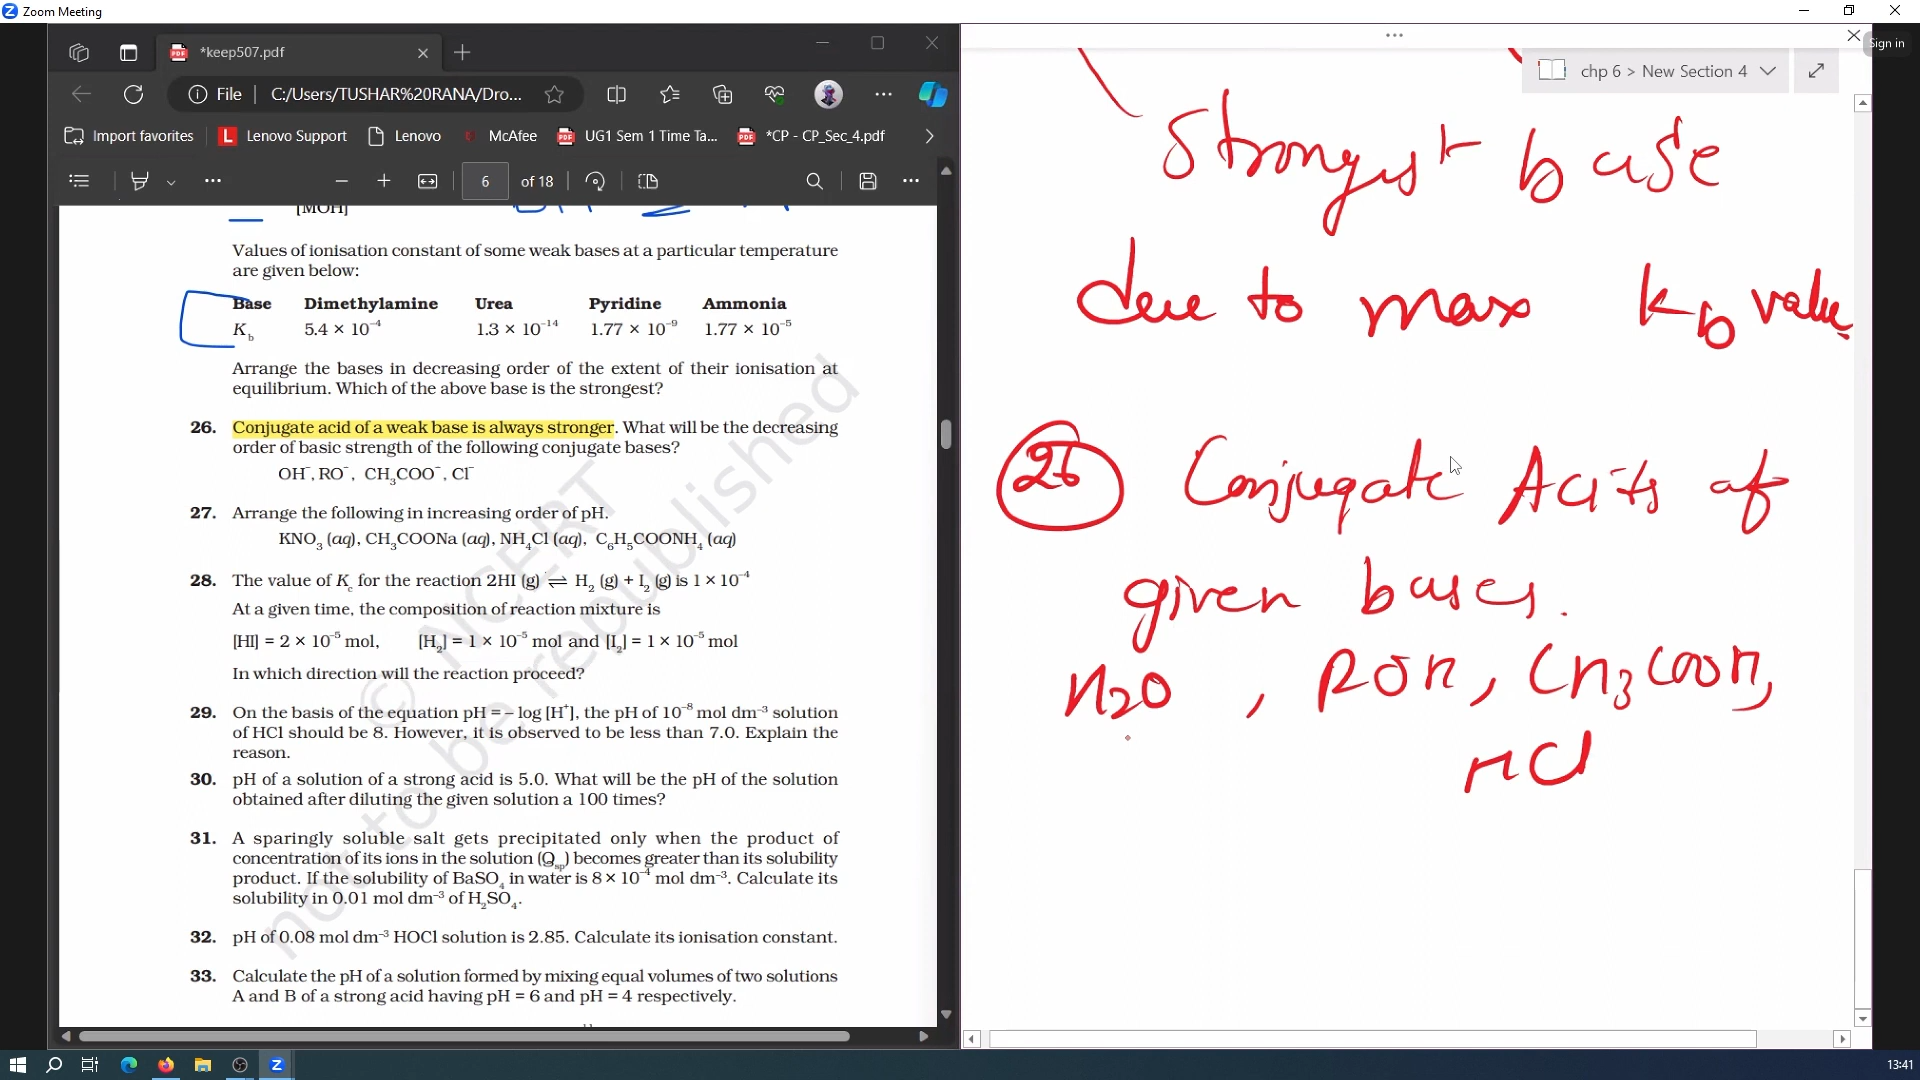 Zoom Meeting
*keep507.pdf
Sign in
File | C:/Users/TUSHAR%20RANA/Dro...
Import favorites Lenovo Support Lenovo McAfee UG1 Sem 1 Time Ta... *CP - CP_Sec_4.pdf
6 of 18
[MOH]
Values of ionisation constant of some weak bases at a particular temperature
are given below:
Base Dimethylamine Urea Pyridine Ammonia
K_b 5.4 × 10⁻⁴ 1.3 × 10⁻¹⁴ 1.77 × 10⁻⁹ 1.77 × 10⁻⁵
Arrange the bases in decreasing order of the extent of their ionisation at
equilibrium. Which of the above base is the strongest?
26. Conjugate acid of a weak base is always stronger. What will be the decreasing
order of basic strength of the following conjugate bases?
OH⁻, RO⁻, CH₃COO⁻, Cl⁻
27. Arrange the following in increasing order of pH.
KNO₃ (aq), CH₃COONa (aq), NH₄Cl (aq), C₆H₅COONH₄ (aq)
28. The value of K_c for the reaction 2HI (g) ⇌ H₂ (g) + I₂ (g) is 1 × 10⁻⁴
At a given time, the composition of reaction mixture is
[HI] = 2 × 10⁻⁵ mol, [H₂] = 1 × 10⁻⁵ mol and [I₂] = 1 × 10⁻⁵ mol
In which direction will the reaction proceed?
29. On the basis of the equation pH = – log [H⁺], the pH of 10⁻⁸ mol dm⁻³ solution
of HCl should be 8. However, it is observed to be less than 7.0. Explain the
reason.
30. pH of a solution of a strong acid is 5.0. What will be the pH of the solution
obtained after diluting the given solution a 100 times?
31. A sparingly soluble salt gets precipitated only when the product of
concentration of its ions in the solution (Q_sp) becomes greater than its solubility
product. If the solubility of BaSO₄ in water is 8 × 10⁻⁴ mol dm⁻³. Calculate its
solubility in 0.01 mol dm⁻³ of H₂SO₄.
32. pH of 0.08 mol dm⁻³ HOCl solution is 2.85. Calculate its ionisation constant.
33. Calculate the pH of a solution formed by mixing equal volumes of two solutions
A and B of a strong acid having pH = 6 and pH = 4 respectively.
© NCERT
not to be republished
chp 6 > New Section 4
strongest base
due to max K_b value
26 Conjugate Acids of
given bases.
H₂O, ROH, CH₃COOH,
HCl
13:41